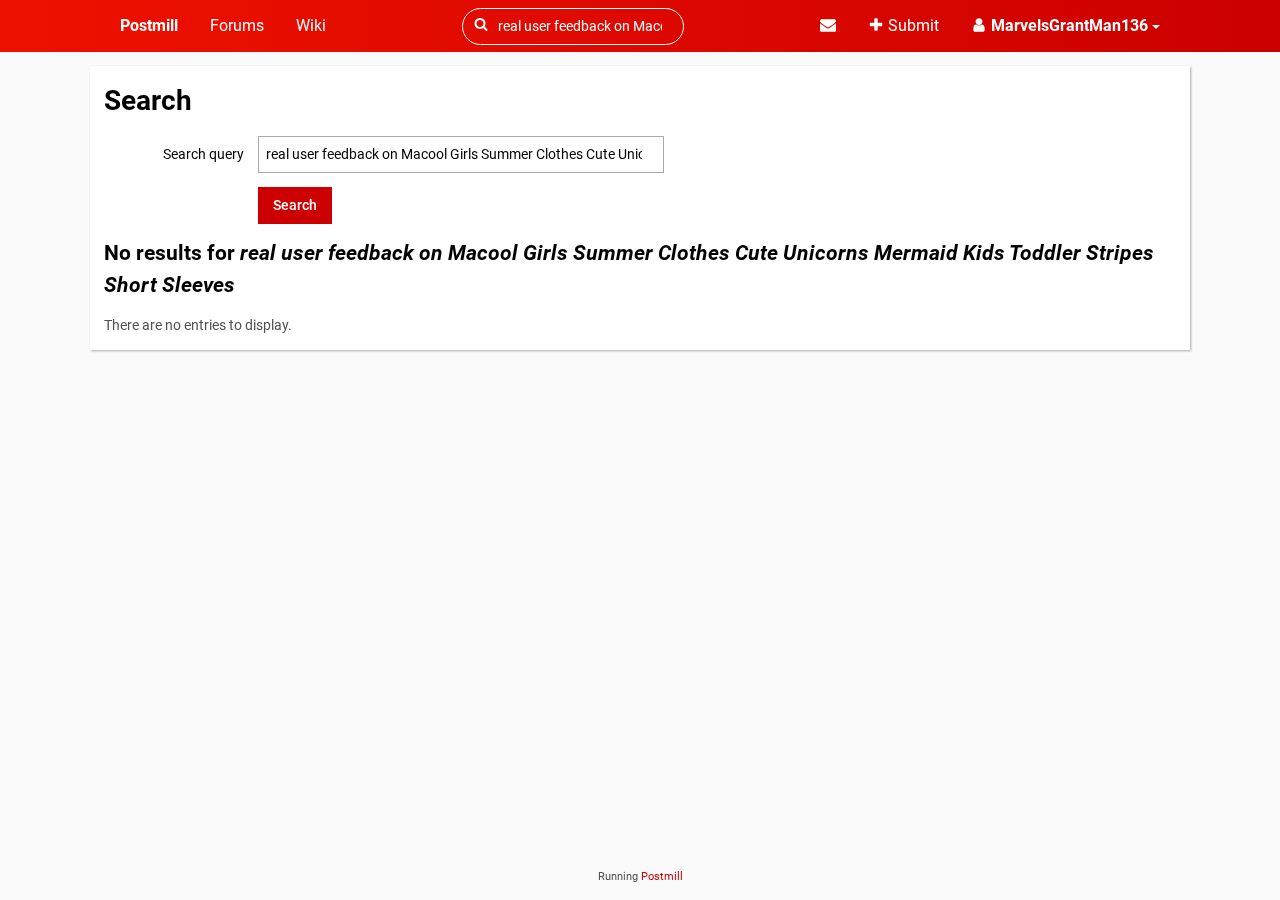 Postmill
Forums
Wiki
real user feedback on Maco
Submit
MarvelsGrantMan136
Search
Search query
real user feedback on Macool Girls Summer Clothes Cute Unic
Search
No results for real user feedback on Macool Girls Summer Clothes Cute Unicorns Mermaid Kids Toddler Stripes
Short Sleeves
There are no entries to display.
Running Postmill